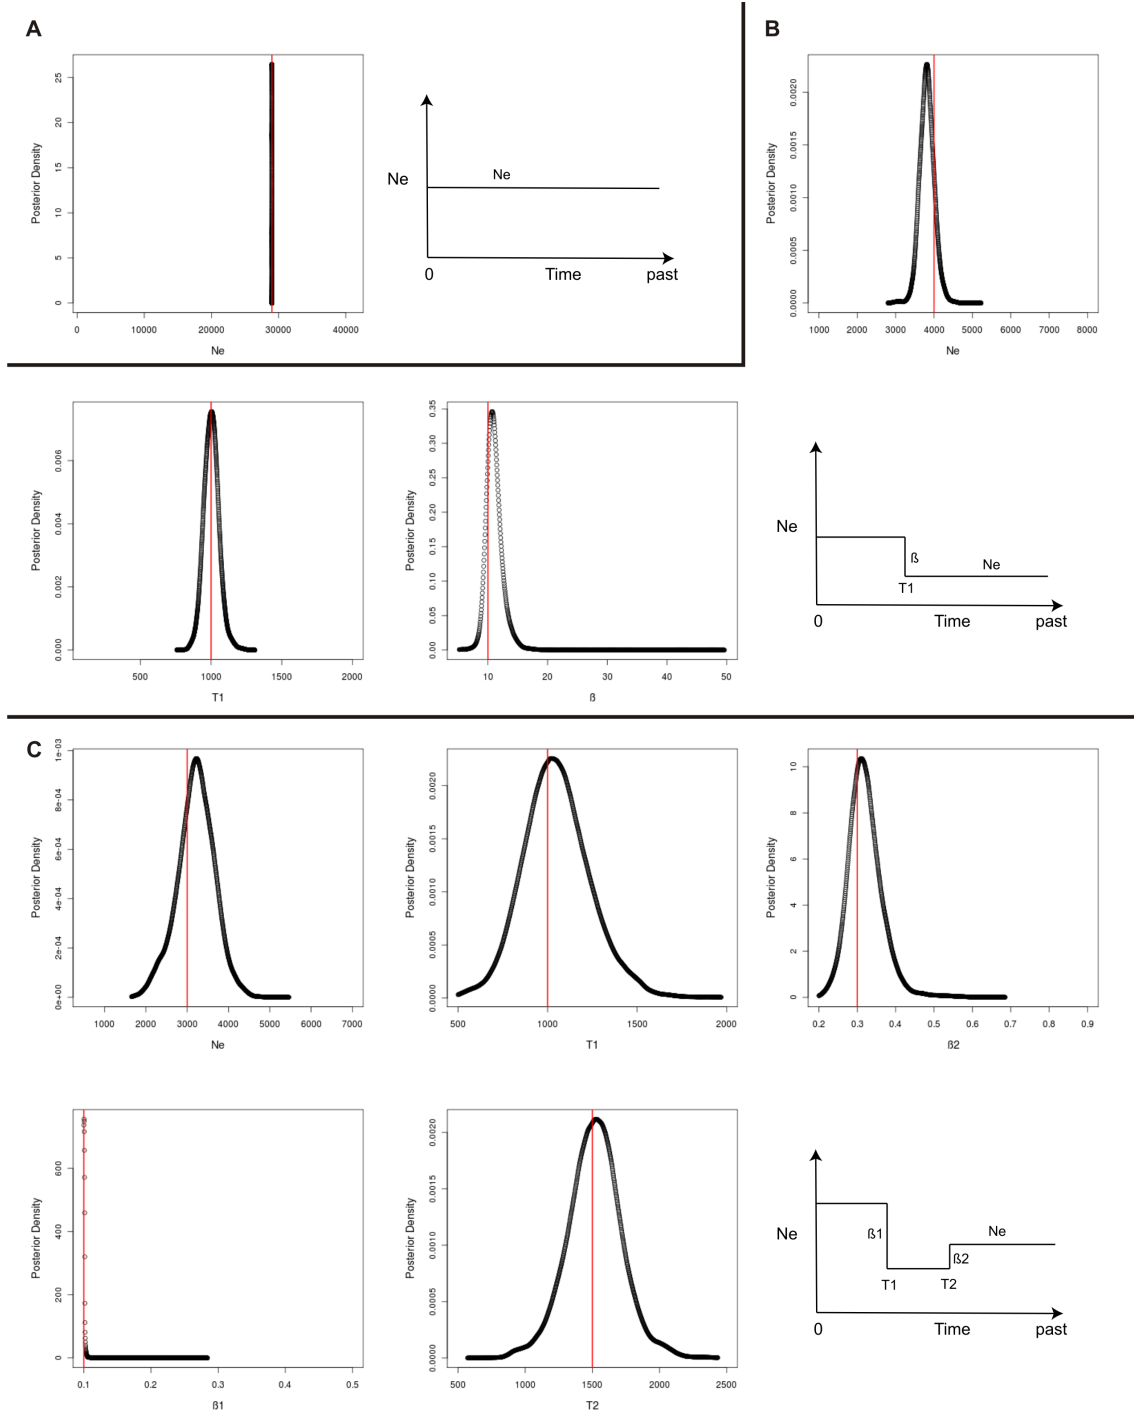 A
Posterior Density
25
20
15
10
5
0
0 10000 20000 30000 40000
Ne
Ne
Ne
0 Time past
B
Posterior Density
0.0020
0.0015
0.0010
0.0005
0.0000
1000 2000 3000 4000 5000 6000 7000 8000
Ne
Posterior Density
0.006
0.004
0.002
0.000
500 1000 1500 2000
T1
Posterior Density
0.35
0.30
0.25
0.20
0.15
0.10
0.05
0.00
10 20 30 40 50
ß
Ne
ß
Ne
T1
0 Time past
C
Posterior Density
1e-03
8e-04
6e-04
4e-04
2e-04
0e+00
1000 2000 3000 4000 5000 6000 7000
Ne
Posterior Density
0.0020
0.0015
0.0010
0.0005
0.0000
500 1000 1500 2000
T1
Posterior Density
10
8
6
4
2
0
0.2 0.3 0.4 0.5 0.6 0.7 0.8 0.9
ß2
Posterior Density
600
400
200
0
0.1 0.2 0.3 0.4 0.5
ß1
Posterior Density
0.0020
0.0015
0.0010
0.0005
0.0000
500 1000 1500 2000 2500
T2
Ne
ß1
Ne
ß2
T1 T2
0 Time past